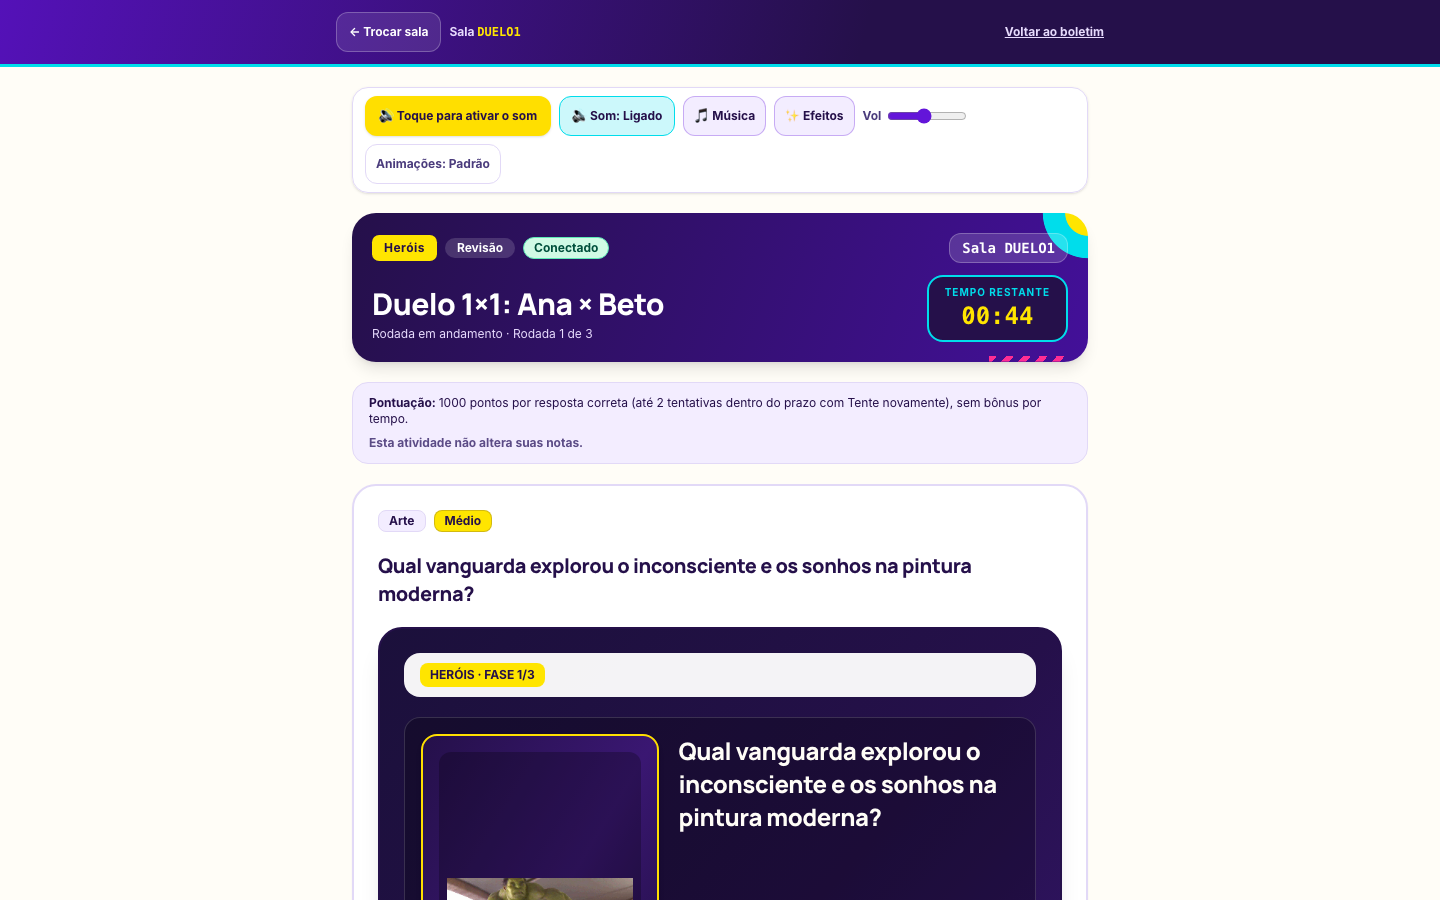 ← Trocar sala
Sala DUELO1
Voltar ao boletim
🔈 Toque para ativar o som
🔈 Som: Ligado
🎵 Música
✨ Efeitos
Vol
Animações: Padrão
Heróis
Revisão
Conectado
Sala DUELO1
Duelo 1×1: Ana × Beto
Rodada em andamento · Rodada 1 de 3
TEMPO RESTANTE
00:44
Pontuação: 1000 pontos por resposta correta (até 2 tentativas dentro do prazo com Tente novamente), sem bônus por
tempo.
Esta atividade não altera suas notas.
Arte
Médio
Qual vanguarda explorou o inconsciente e os sonhos na pintura
moderna?
HERÓIS · FASE 1/3
Qual vanguarda explorou o
inconsciente e os sonhos na
pintura moderna?